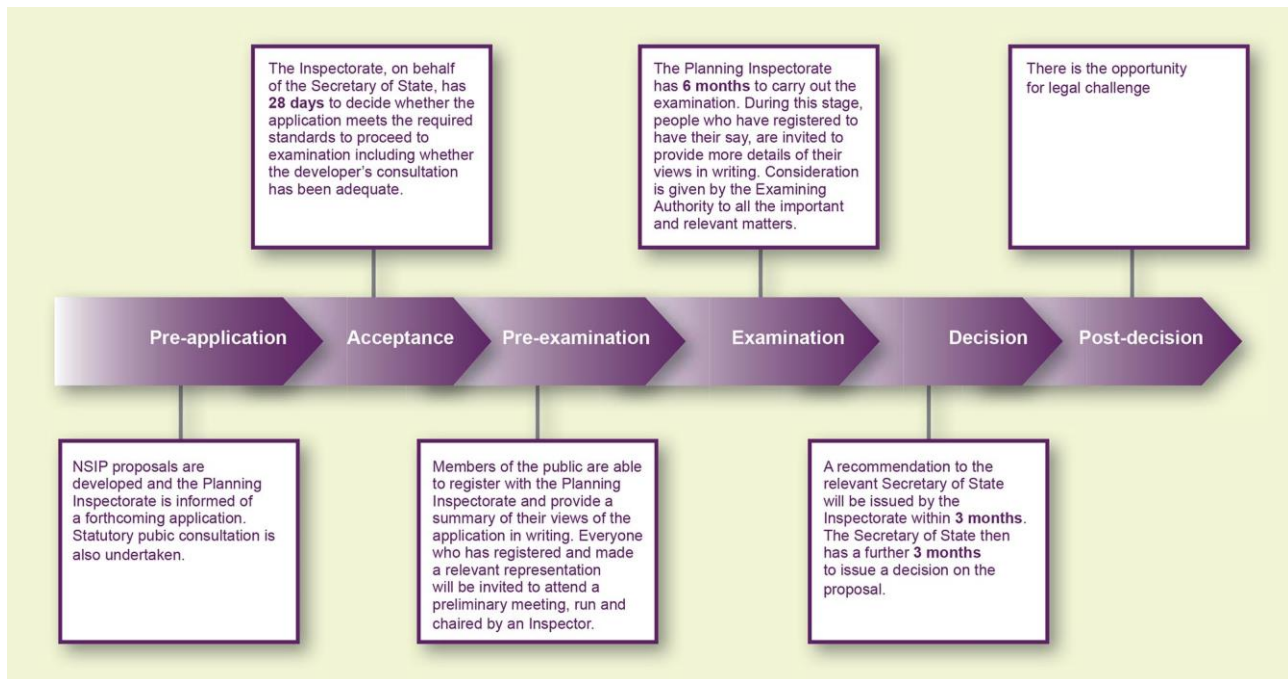 The Inspectorate, on behalf
of the Secretary of State, has
28 days to decide whether the
application meets the required
standards to proceed to
examination including whether
the developer's consultation
has been adequate.
The Planning Inspectorate
has 6 months to carry out the
examination. During this stage,
people who have registered to
have their say, are invited to
provide more details of their
views in writing. Consideration
is given by the Examining
Authority to all the important
and relevant matters.
There is the opportunity
for legal challenge
Pre-application
Acceptance
Pre-examination
Examination
Decision
Post-decision
NSIP proposals are
developed and the Planning
Inspectorate is informed of
a forthcoming application.
Statutory pubic consultation is
also undertaken.
Members of the public are able
to register with the Planning
Inspectorate and provide a
summary of their views of the
application in writing. Everyone
who has registered and made
a relevant representation
will be invited to attend a
preliminary meeting, run and
chaired by an Inspector.
A recommendation to the
relevant Secretary of State
will be issued by the
Inspectorate within 3 months.
The Secretary of State then
has a further 3 months
to issue a decision on the
proposal.